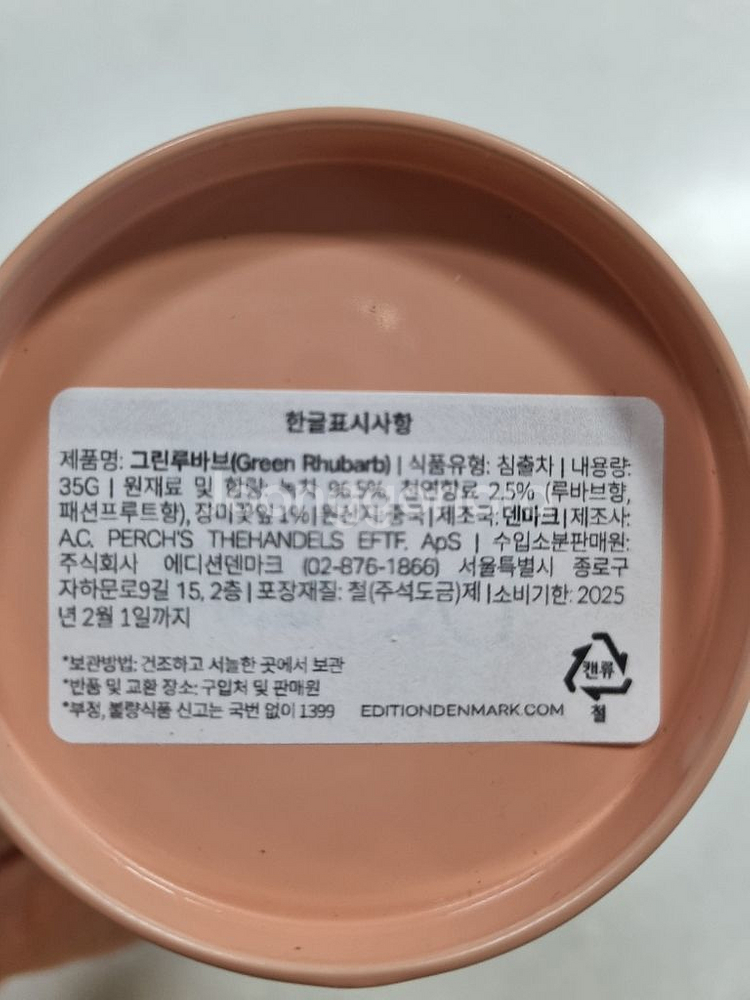 한글표시사항
제품명: 그린루바브(Green Rhubarb) | 식품유형: 침출차 | 내용량:
35G | 원재료 및 함량: 녹차 96.5%, 천연향료 2.5% (루바브향,
패션프루트향), 장미꽃잎 1% | 원산지: 중국 | 제조국: 덴마크 | 제조사:
A.C. PERCH'S THEHANDELS EFTF. ApS | 수입소분판매원:
주식회사 에디션덴마크 (02-876-1866) 서울특별시 종로구
자하문로9길 15, 2층 | 포장재질: 철(주석도금)제 | 소비기한: 2025
년 2월 1일까지
*보관방법: 건조하고 서늘한 곳에서 보관
*반품 및 교환 장소: 구입처 및 판매원
*부정, 불량식품 신고는 국번 없이 1399 EDITIONDENMARK.COM
캔류
철